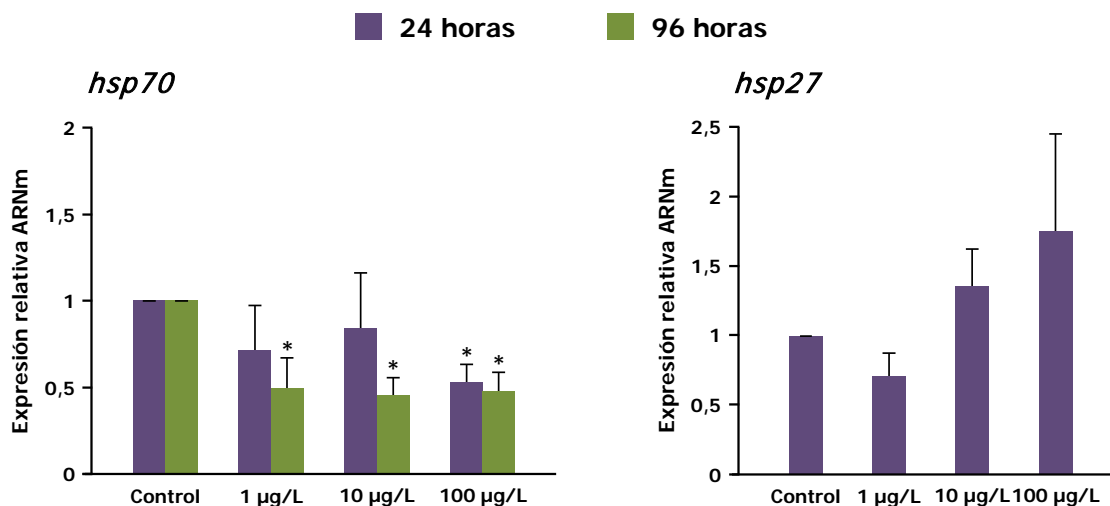 24 horas 96 horas
hsp70
Expresión relativa ARNm
2
1,5
1
0,5
0
* * * *
Control 1 µg/L 10 µg/L 100 µg/L
hsp27
Expresión relativa ARNm
2,5
2
1,5
1
0,5
0
Control 1 µg/L 10 µg/L 100 µg/L